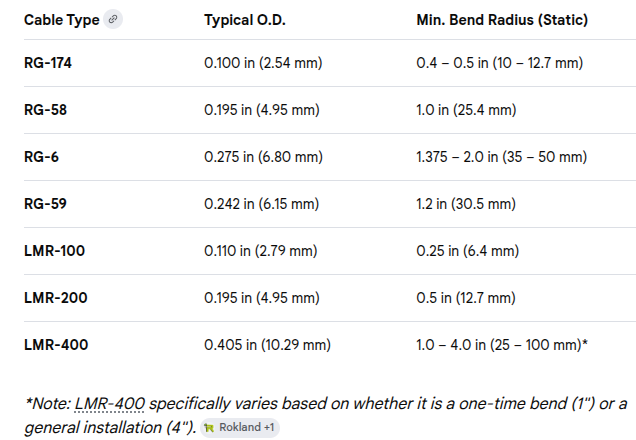 Cable Type Typical O.D. Min. Bend Radius (Static)
RG-174 0.100 in (2.54 mm) 0.4 – 0.5 in (10 – 12.7 mm)
RG-58 0.195 in (4.95 mm) 1.0 in (25.4 mm)
RG-6 0.275 in (6.80 mm) 1.375 – 2.0 in (35 – 50 mm)
RG-59 0.242 in (6.15 mm) 1.2 in (30.5 mm)
LMR-100 0.110 in (2.79 mm) 0.25 in (6.4 mm)
LMR-200 0.195 in (4.95 mm) 0.5 in (12.7 mm)
LMR-400 0.405 in (10.29 mm) 1.0 – 4.0 in (25 – 100 mm)*
*Note: LMR-400 specifically varies based on whether it is a one-time bend (1") or a
general installation (4"). Rokland +1